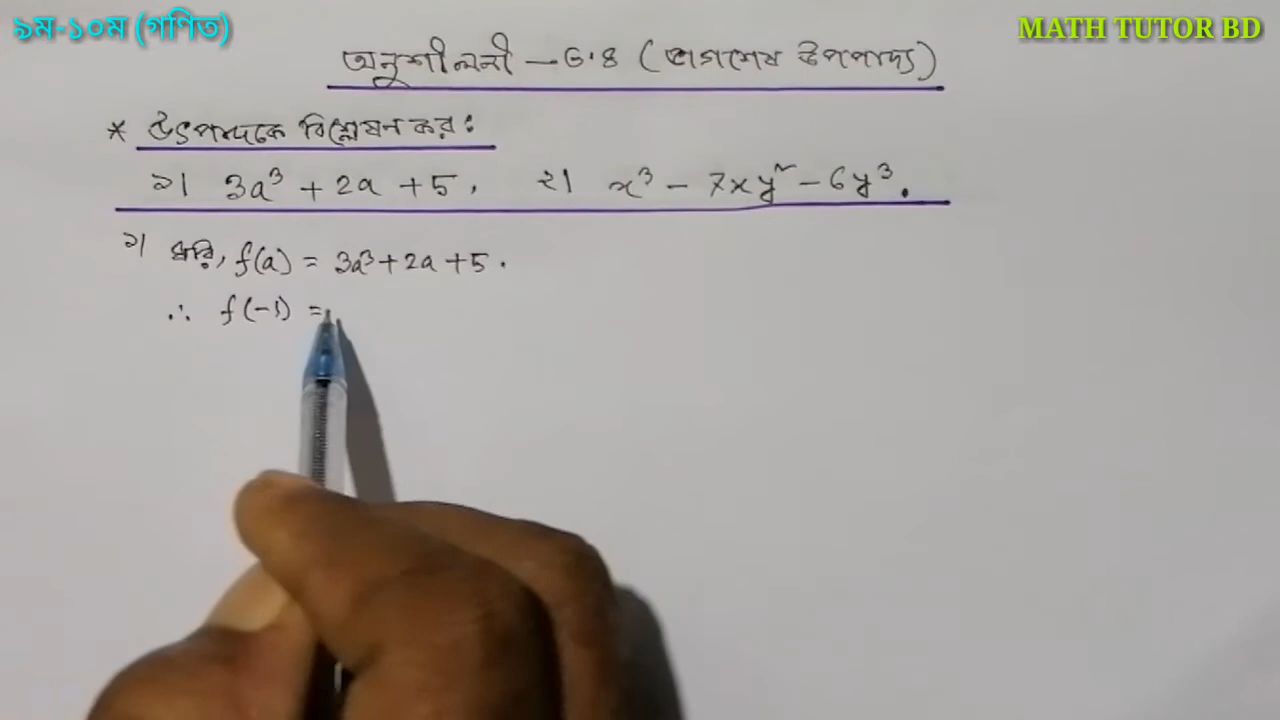 ৯ম-১০ম (গণিত)
MATH TUTOR BD
অনুশীলনী – ৩.৪ (ভাগশেষ উপপাদ্য)
* উৎপাদকে বিশ্লেষন কর :
১। 3a³ + 2a + 5, ২। x³ – 7xy² – 6y³.
১। ধরি, f(a) = 3a³ + 2a + 5.
∴ f(-1) =